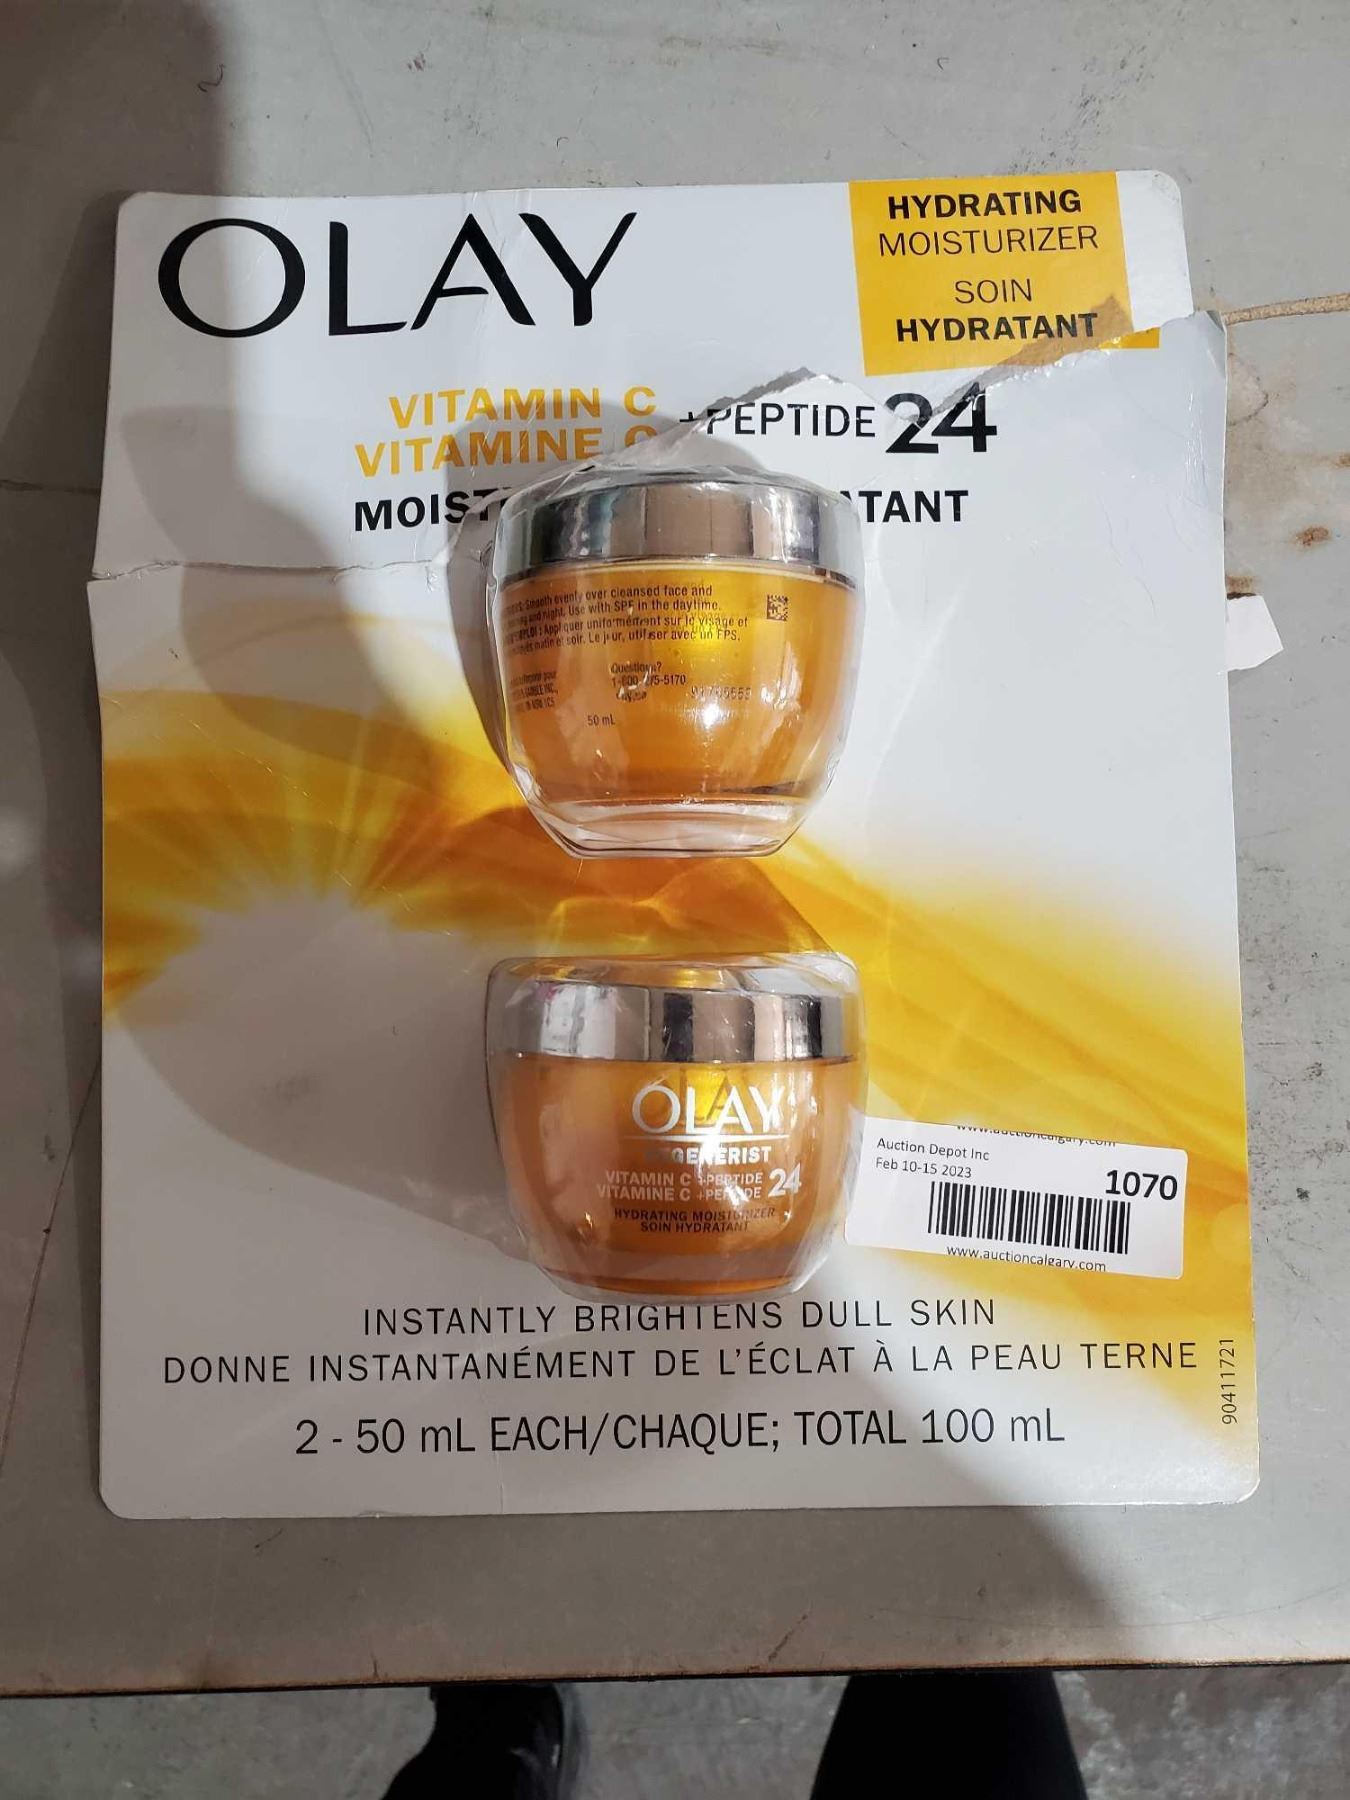 OLAY
HYDRATING
MOISTURIZER
SOIN
HYDRATANT
VITAMIN C
VITAMINE C
+PEPTIDE 24
MOIST
ATANT
Smooth evenly over cleansed face and
and night. Use with SPF in the daytime.
Appliquer uniformément sur le visage et
matin et soir. Le jour, utiliser avec un FPS.
Questions?
50 mL
OLAY
REGENERIST
VITAMIN C +PEPTIDE 24
VITAMINE C +PEPTIDE
HYDRATING MOISTURIZER
SOIN HYDRATANT
www.auctioncalgary.com
Auction Depot Inc
Feb 10-15 2023
1070
www.auctioncalgary.com
INSTANTLY BRIGHTENS DULL SKIN
DONNE INSTANTANÉMENT DE L'ÉCLAT À LA PEAU TERNE
2 - 50 mL EACH/CHAQUE; TOTAL 100 mL
90411721